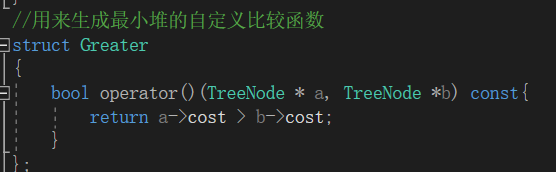 //用来生成最小堆的自定义比较函数
struct Greater
{
bool operator()(TreeNode * a, TreeNode *b) const{
return a->cost > b->cost;
}
};